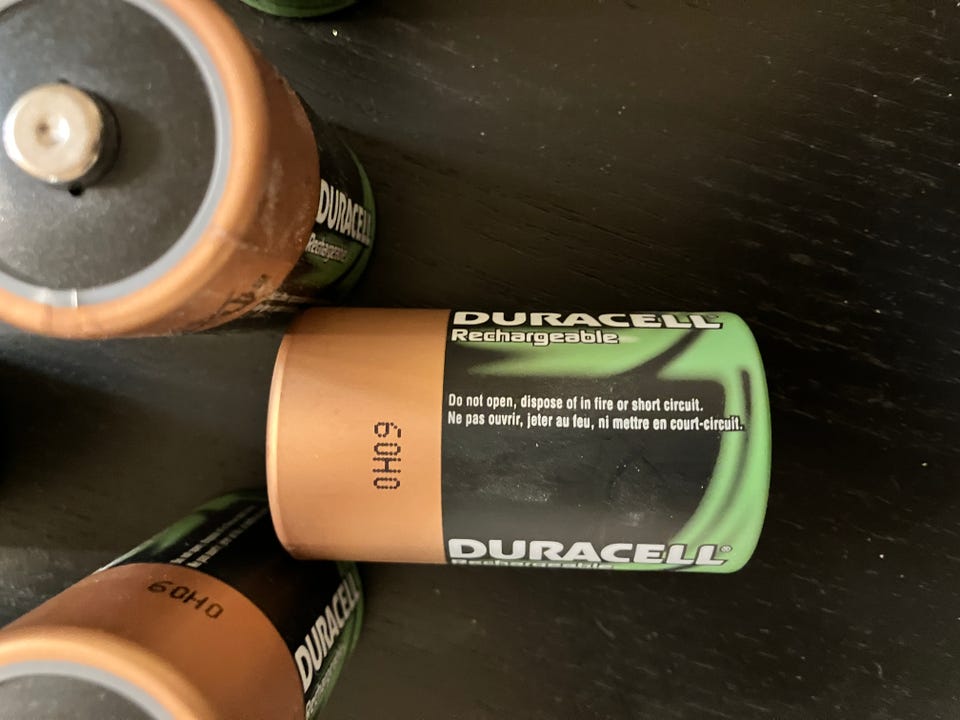 DURACELL
Rechargeable
DURACELL
Rechargeable
Do not open, dispose of in fire or short circuit.
Ne pas ouvrir, jeter au feu, ni mettre en court-circuit.
0H09
DURACELL®
Rechargeable
0H09
DURACELL